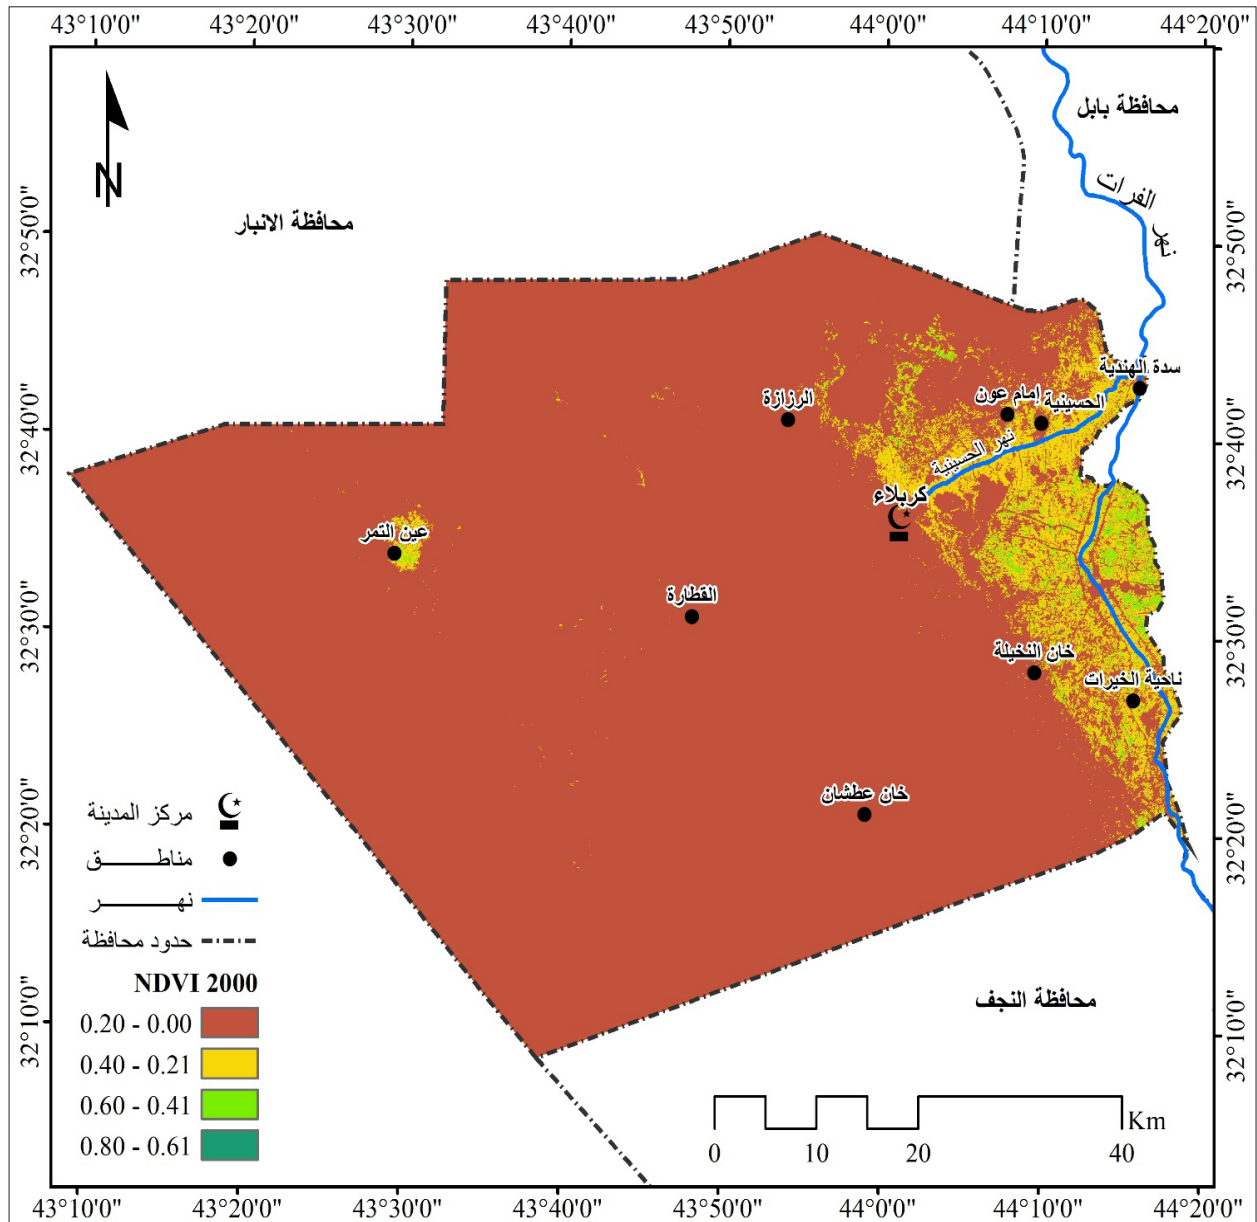 43°10'0" 43°20'0" 43°30'0" 43°40'0" 43°50'0" 44°00'0" 44°10'0" 44°20'0"
محافظة بابل
نهر الفرات
محافظة الانبار
32°50'0" 32°50'0"
سدة الهندية
الرزازة
إمام عون
الحسينية
32°40'0" 32°40'0"
نهر الحسينية
كربلاء
عين التمر
القطارة
32°30'0" 32°30'0"
خان النخيلة
ناحية الخيرات
خان عطشان
32°20'0" 32°20'0"
محافظة النجف
32°10'0" 32°10'0"
N
مركز المدينة
مناطــــــق
نهــــــــر
حدود محافظة
NDVI 2000
0.20 - 0.00
0.40 - 0.21
0.60 - 0.41
0.80 - 0.61
Km
0 10 20 40
43°10'0" 43°20'0" 43°30'0" 43°40'0" 43°50'0" 44°00'0" 44°10'0" 44°20'0"